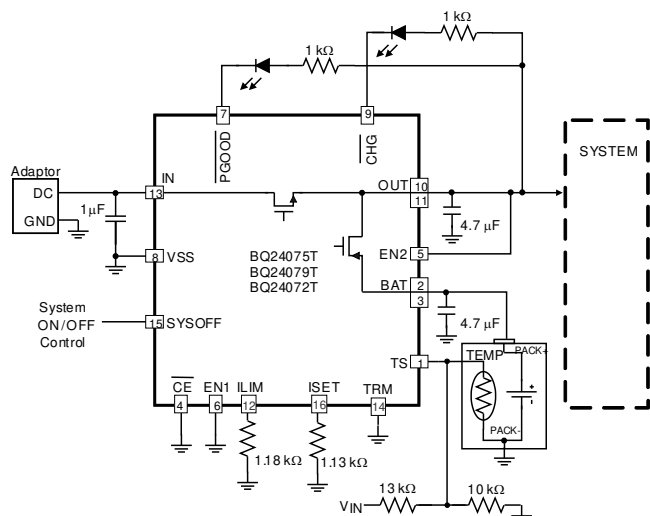 1 kΩ
1 kΩ
7
9
PGOOD
CHG
SYSTEM
Adaptor
DC
GND
IN
13
1μF
OUT
10
11
4.7 μF
8
VSS
BQ24075T
BQ24079T
BQ24072T
EN2
5
BAT
2
3
4.7 μF
System
ON/OFF
Control
15
SYSOFF
TS
1
TEMP
PACK+
+
-
PACK-
CE
EN1
ILIM
ISET
TRM
4
6
12
16
14
1.18 kΩ
1.13 kΩ
VIN
13 kΩ
10 kΩ